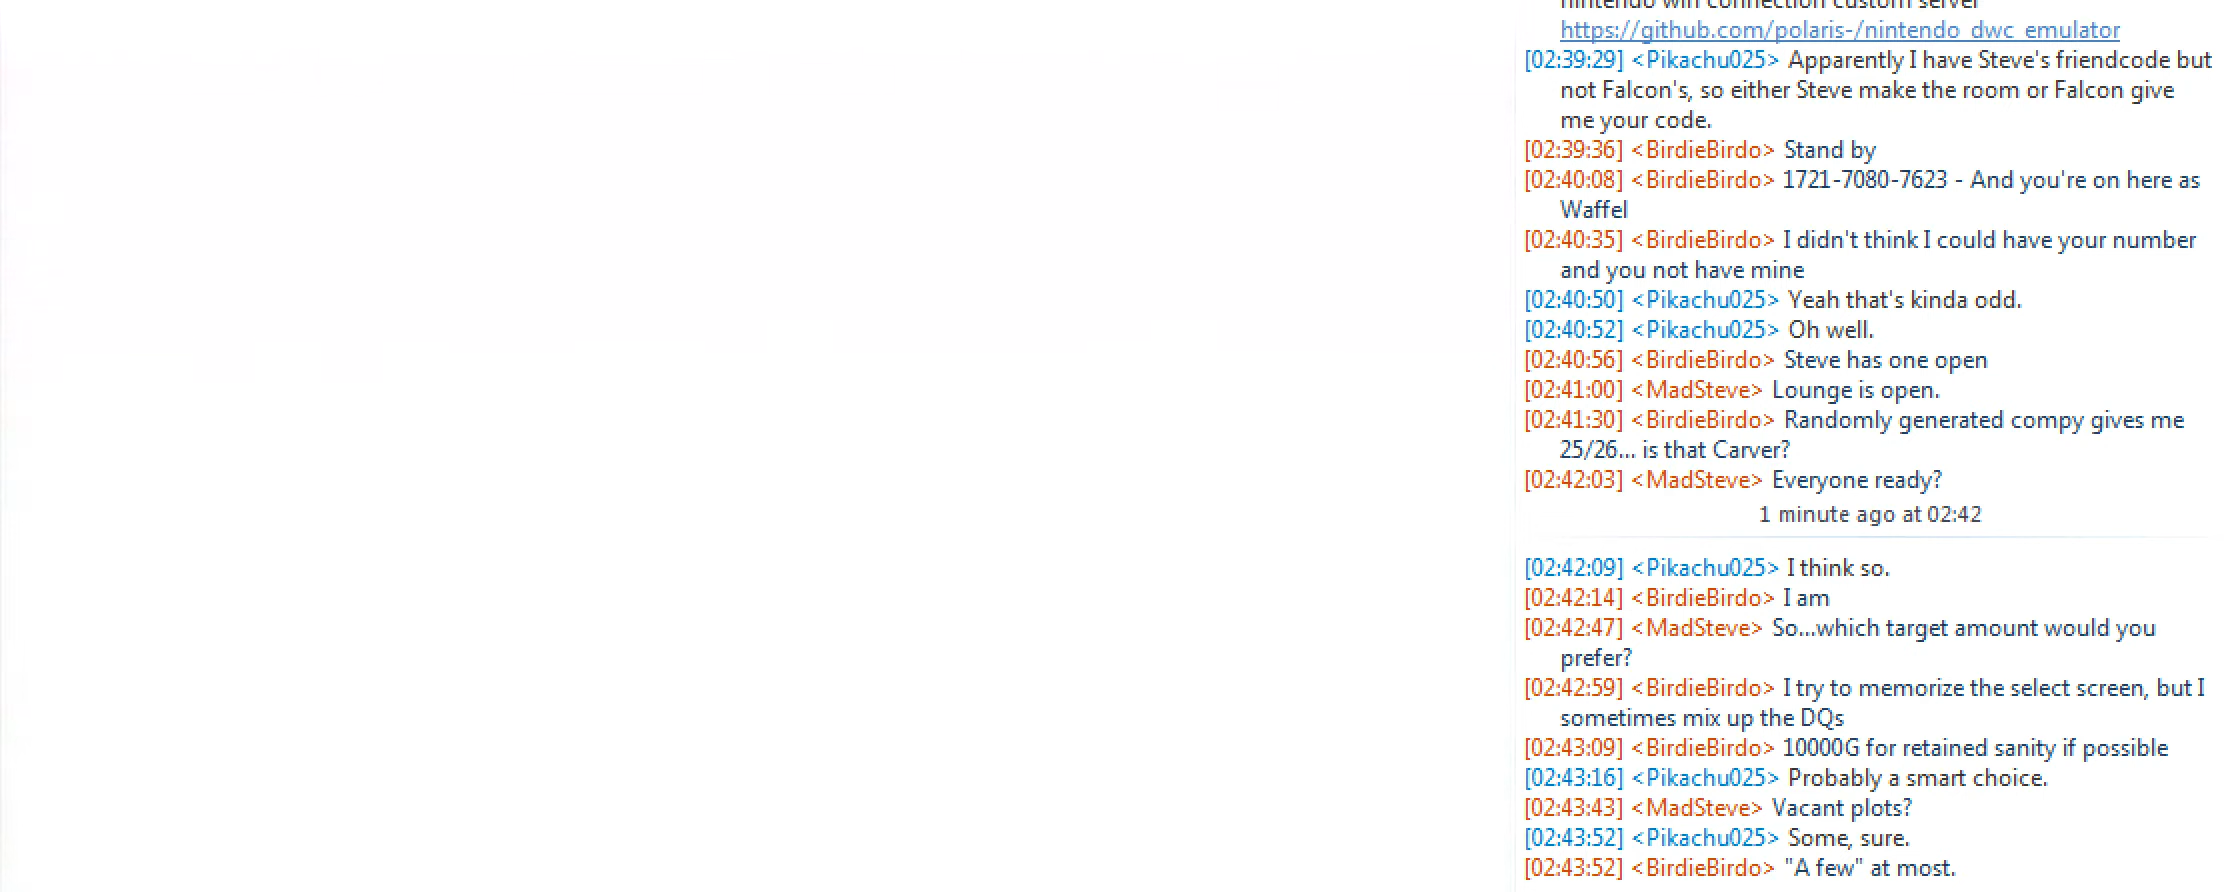 nintendo wifi connection custom server
https://github.com/polaris-/nintendo_dwc_emulator
[02:39:29] <Pikachu025> Apparently I have Steve's friendcode but
not Falcon's, so either Steve make the room or Falcon give
me your code.
[02:39:36] <BirdieBirdo> Stand by
[02:40:08] <BirdieBirdo> 1721-7080-7623 - And you're on here as
Waffel
[02:40:35] <BirdieBirdo> I didn't think I could have your number
and you not have mine
[02:40:50] <Pikachu025> Yeah that's kinda odd.
[02:40:52] <Pikachu025> Oh well.
[02:40:56] <BirdieBirdo> Steve has one open
[02:41:00] <MadSteve> Lounge is open.
[02:41:30] <BirdieBirdo> Randomly generated compy gives me
25/26... is that Carver?
[02:42:03] <MadSteve> Everyone ready?
1 minute ago at 02:42
[02:42:09] <Pikachu025> I think so.
[02:42:14] <BirdieBirdo> I am
[02:42:47] <MadSteve> So...which target amount would you
prefer?
[02:42:59] <BirdieBirdo> I try to memorize the select screen, but I
sometimes mix up the DQs
[02:43:09] <BirdieBirdo> 10000G for retained sanity if possible
[02:43:16] <Pikachu025> Probably a smart choice.
[02:43:43] <MadSteve> Vacant plots?
[02:43:52] <Pikachu025> Some, sure.
[02:43:52] <BirdieBirdo> "A few" at most.